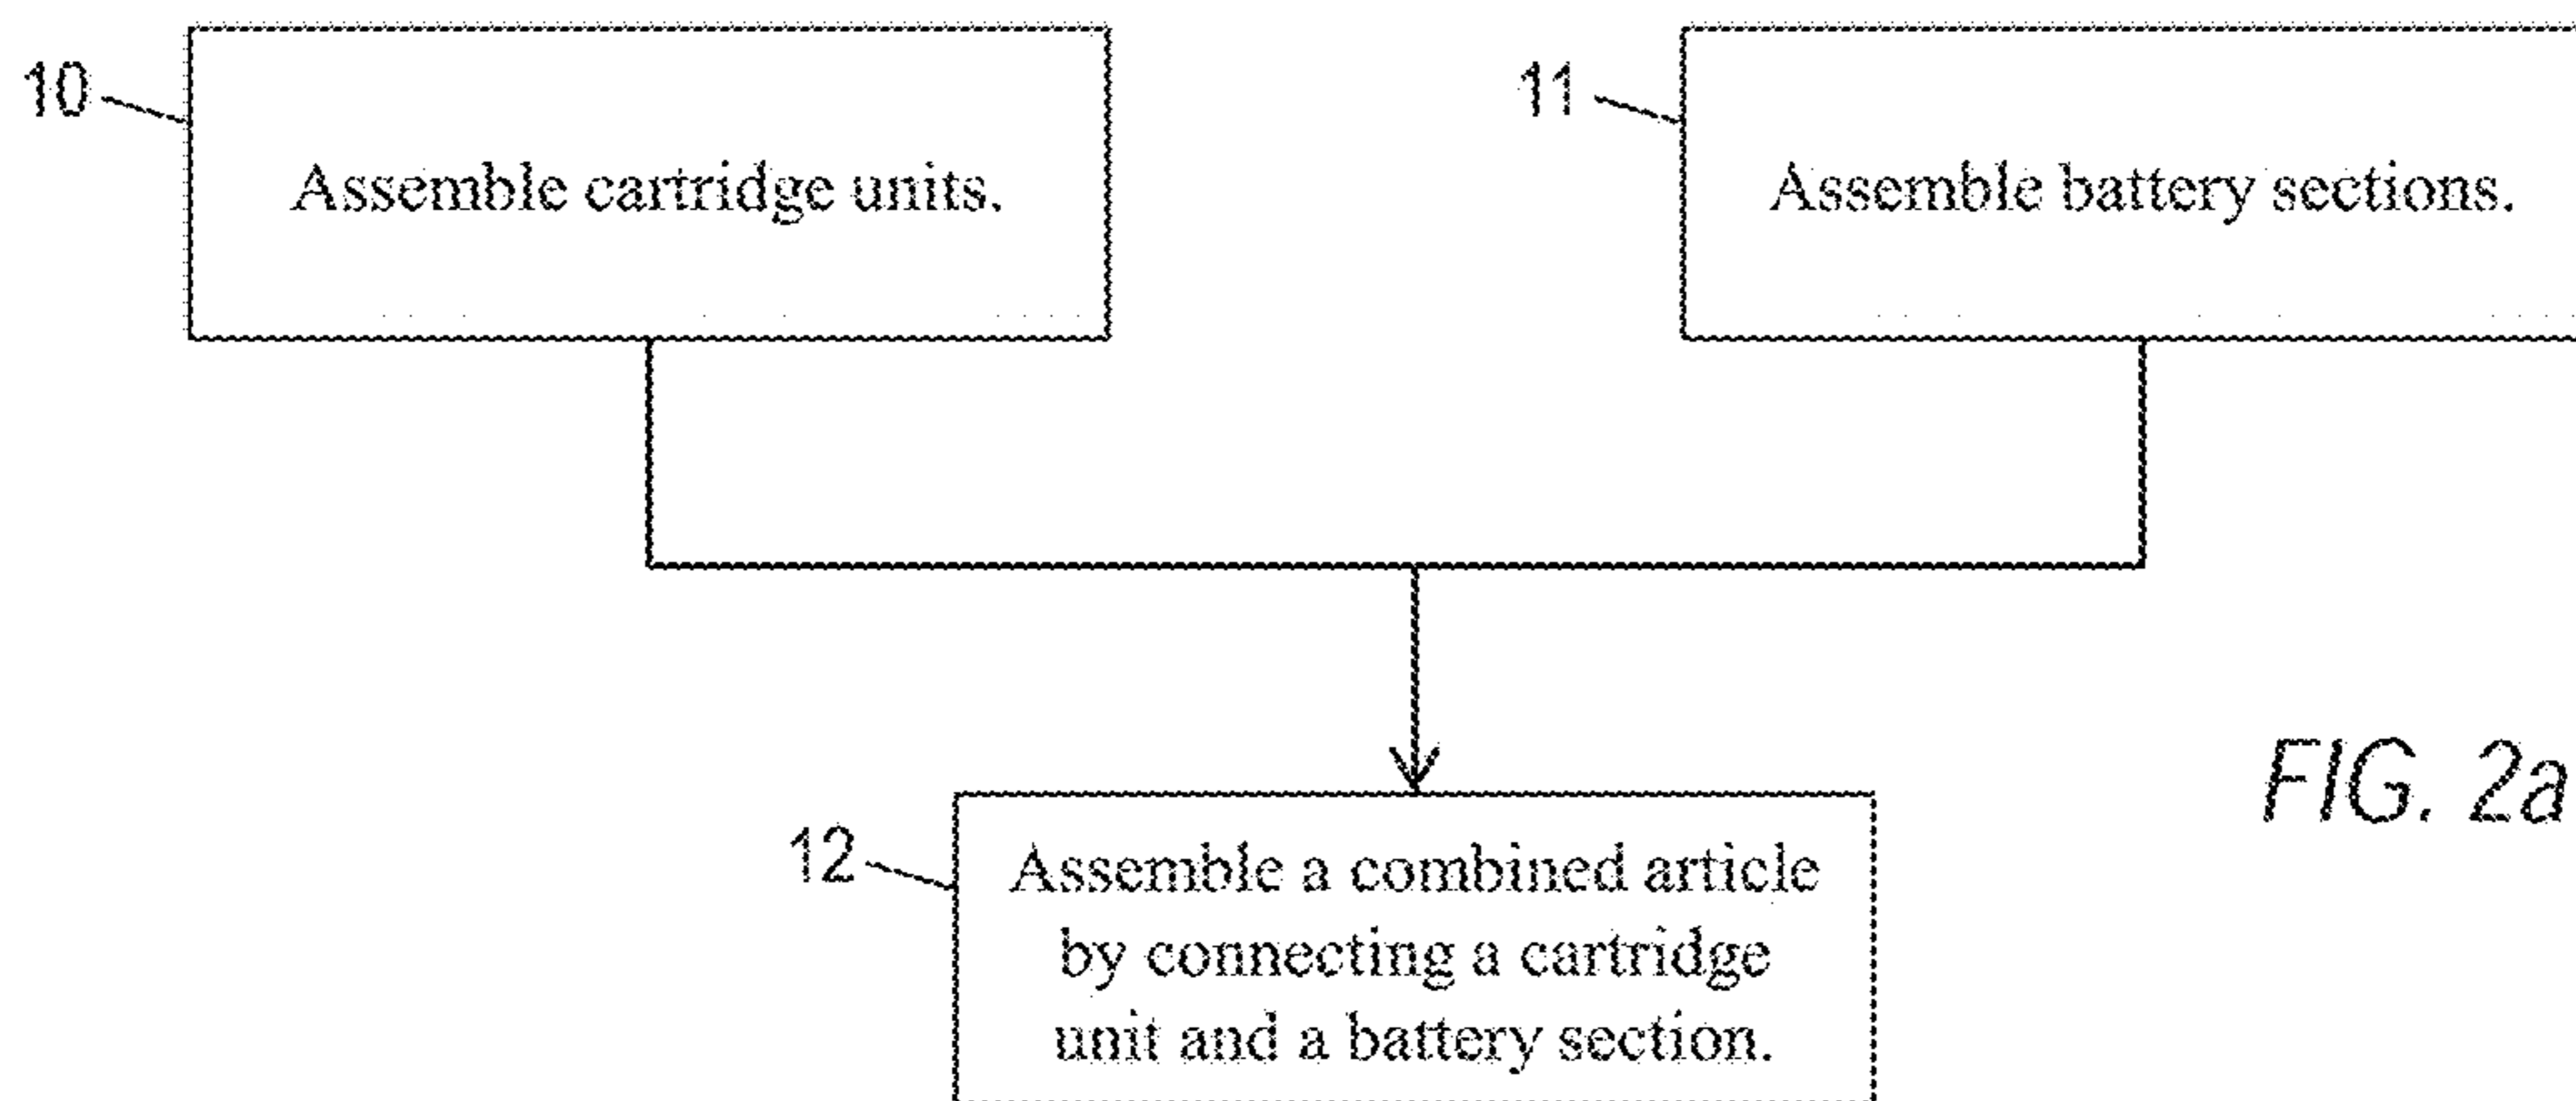 10
Assemble cartridge units.
11
Assemble battery sections.
12
Assemble a combined article
by connecting a cartridge
unit and a battery section.
FIG. 2a